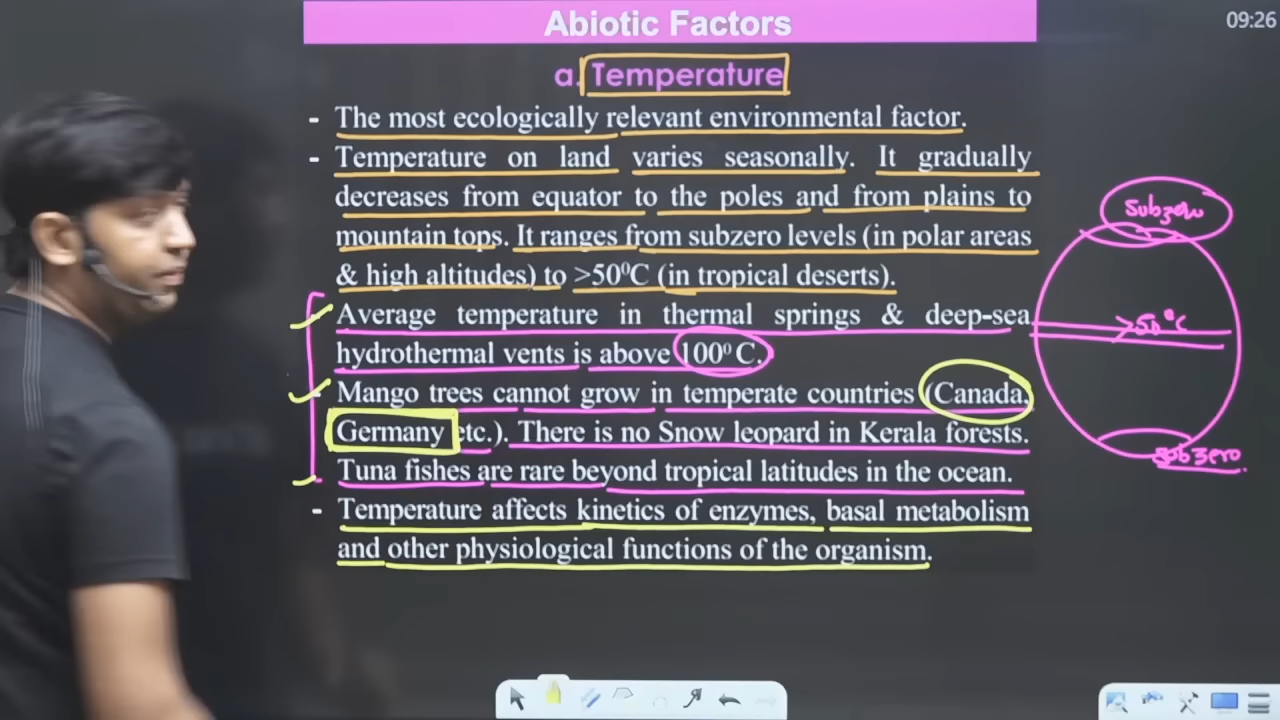 Abiotic Factors
09:26
a. Temperature
- The most ecologically relevant environmental factor.
- Temperature on land varies seasonally. It gradually
decreases from equator to the poles and from plains to
mountain tops. It ranges from subzero levels (in polar areas
& high altitudes) to >50⁰C (in tropical deserts).
Average temperature in thermal springs & deep-sea
hydrothermal vents is above 100⁰ C.
Mango trees cannot grow in temperate countries (Canada,
Germany etc.). There is no Snow leopard in Kerala forests.
Tuna fishes are rare beyond tropical latitudes in the ocean.
- Temperature affects kinetics of enzymes, basal metabolism
and other physiological functions of the organism.
Subzero
>50°C
Subzero